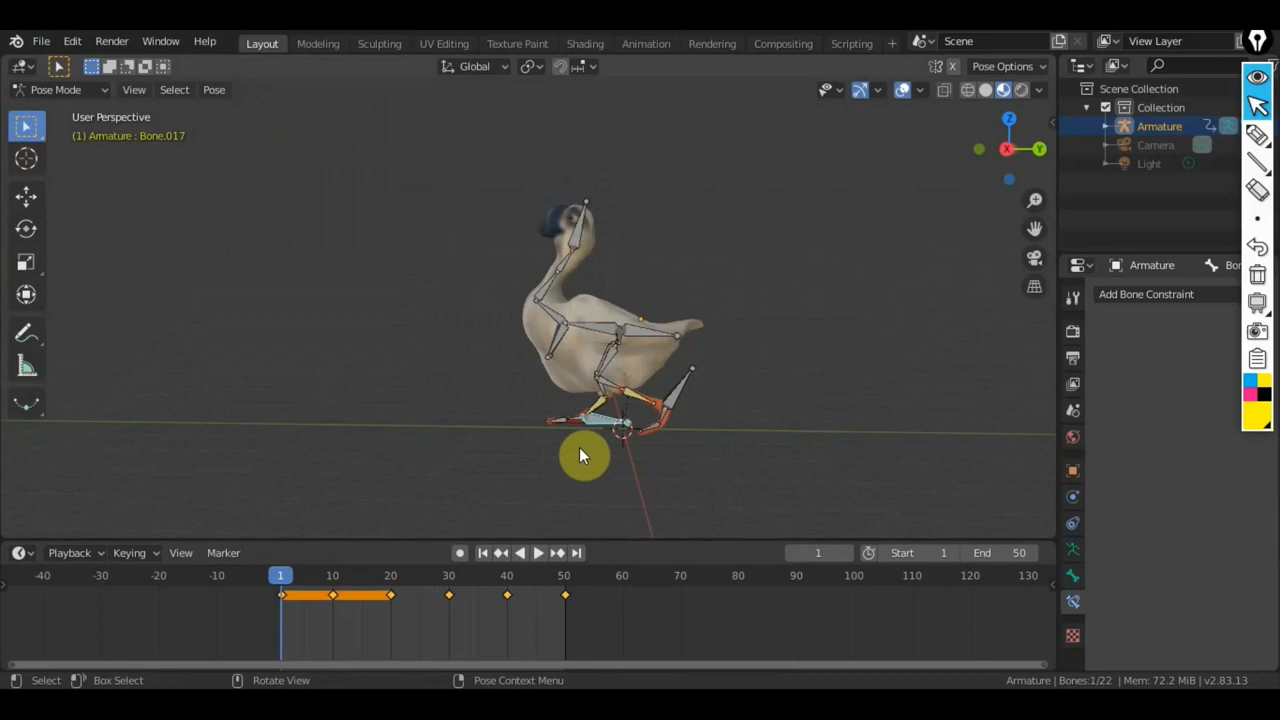 File Edit Render Window Help Layout Modeling Sculpting UV Editing Texture Paint Shading Animation Rendering Compositing Scripting + Scene View Layer
Global Pose Options
Pose Mode View Select Pose
Scene Collection
Collection
Armature
Camera
Light
User Perspective
(1) Armature : Bone.017
Z
X
Y
Armature Bon
Add Bone Constraint
Playback Keying View Marker 1 Start 1 End 50
-40 -30 -20 -10 1 10 20 30 40 50 60 70 80 90 100 110 120 130
Select Box Select Rotate View Pose Context Menu Armature | Bones:1/22 | Mem: 72.2 MiB | v2.83.13